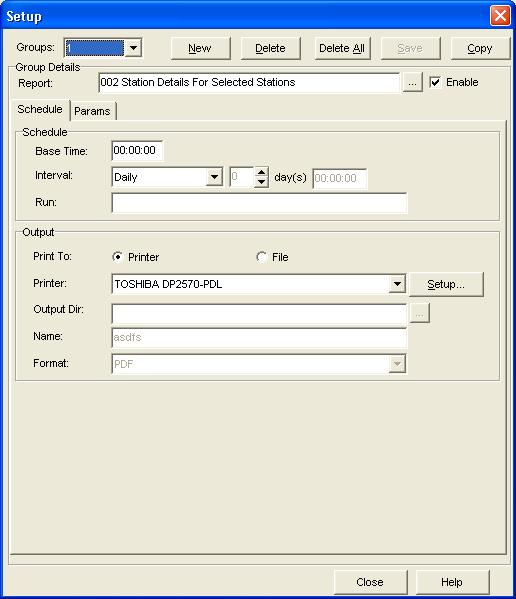 Setup
Groups: 1 New Delete Delete All Save Copy
Group Details
Report: 002 Station Details For Selected Stations ... Enable
Schedule Params
Schedule
Base Time: 00:00:00
Interval: Daily 0 day(s) 00:00:00
Run:
Output
Print To: Printer File
Printer: TOSHIBA DP2570-PDL Setup...
Output Dir: ...
Name: asdfs
Format: PDF
Close Help